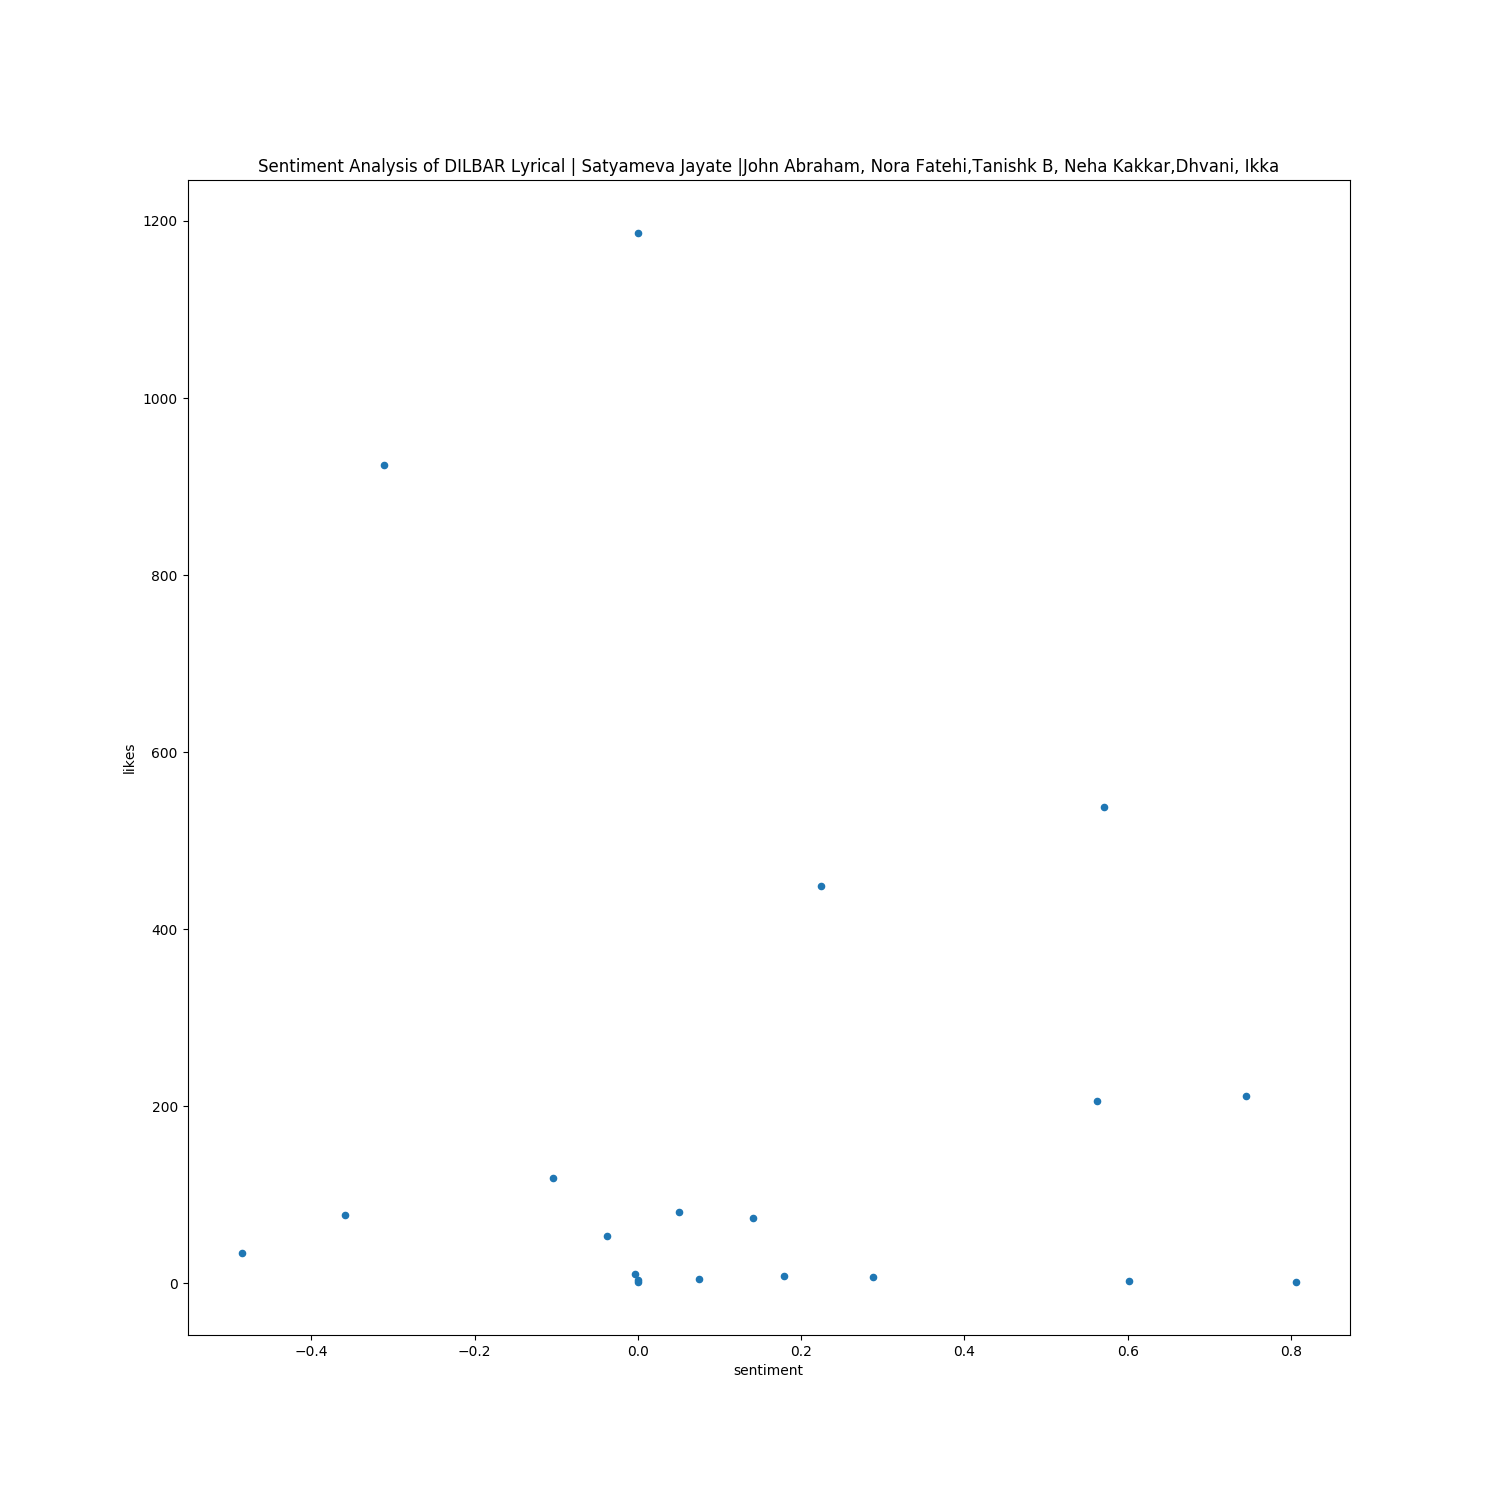 Sentiment Analysis of DILBAR Lyrical | Satyameva Jayate |John Abraham, Nora Fatehi,Tanishk B, Neha Kakkar,Dhvani, Ikka
1200
1000
800
600
400
200
0
likes
−0.4 −0.2 0.0 0.2 0.4 0.6 0.8
sentiment